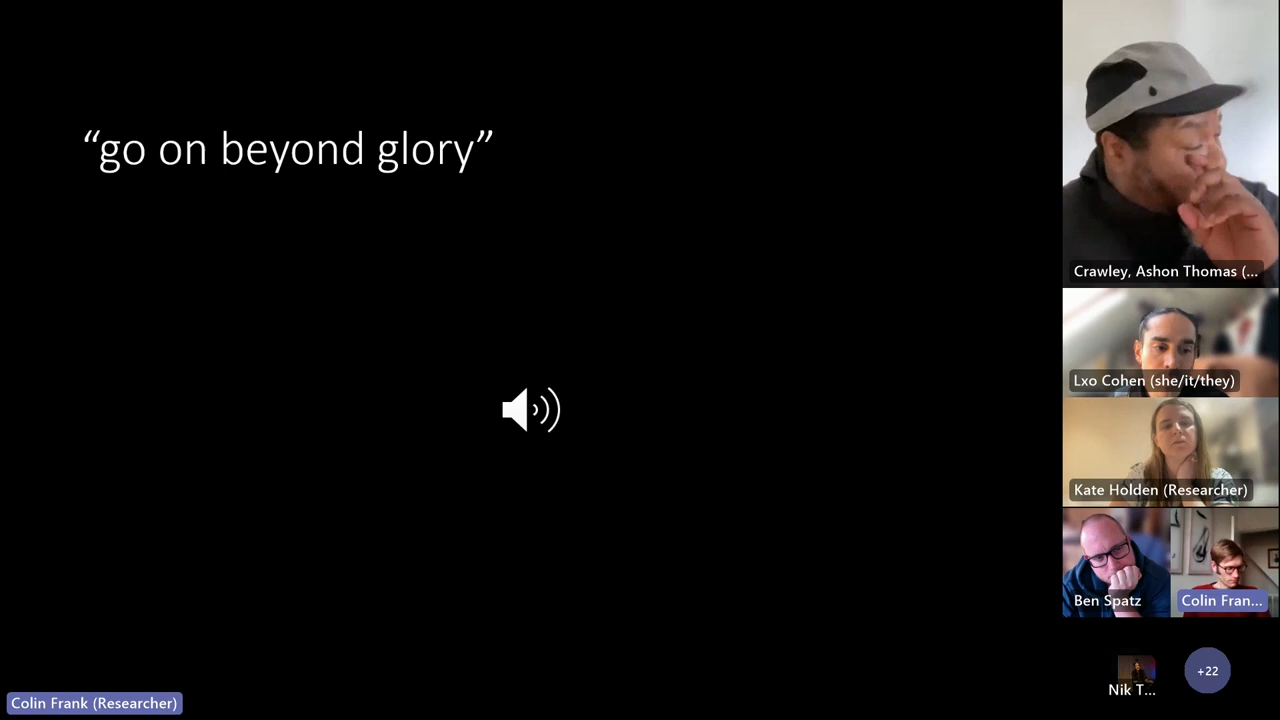 “go on beyond glory”
Crawley, Ashon Thomas (...
Lxo Cohen (she/it/they)
Kate Holden (Researcher)
Ben Spatz
Colin Fran...
Nik T...
+22
Colin Frank (Researcher)